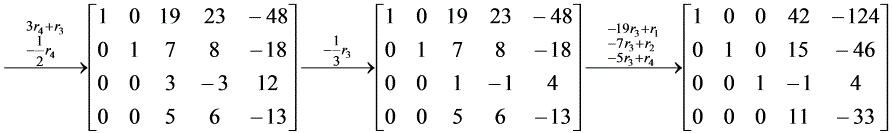 3r₄+r₃ -1/2 r₄ → [1 0 19 23 -48; 0 1 7 8 -18; 0 0 3 -3 12; 0 0 5 6 -13] -1/3 r₃ → [1 0 19 23 -48; 0 1 7 8 -18; 0 0 1 -1 4; 0 0 5 6 -13] -19r₃+r₁ -7r₃+r₂ -5r₃+r₄ → [1 0 0 42 -124; 0 1 0 15 -46; 0 0 1 -1 4; 0 0 0 11 -33]